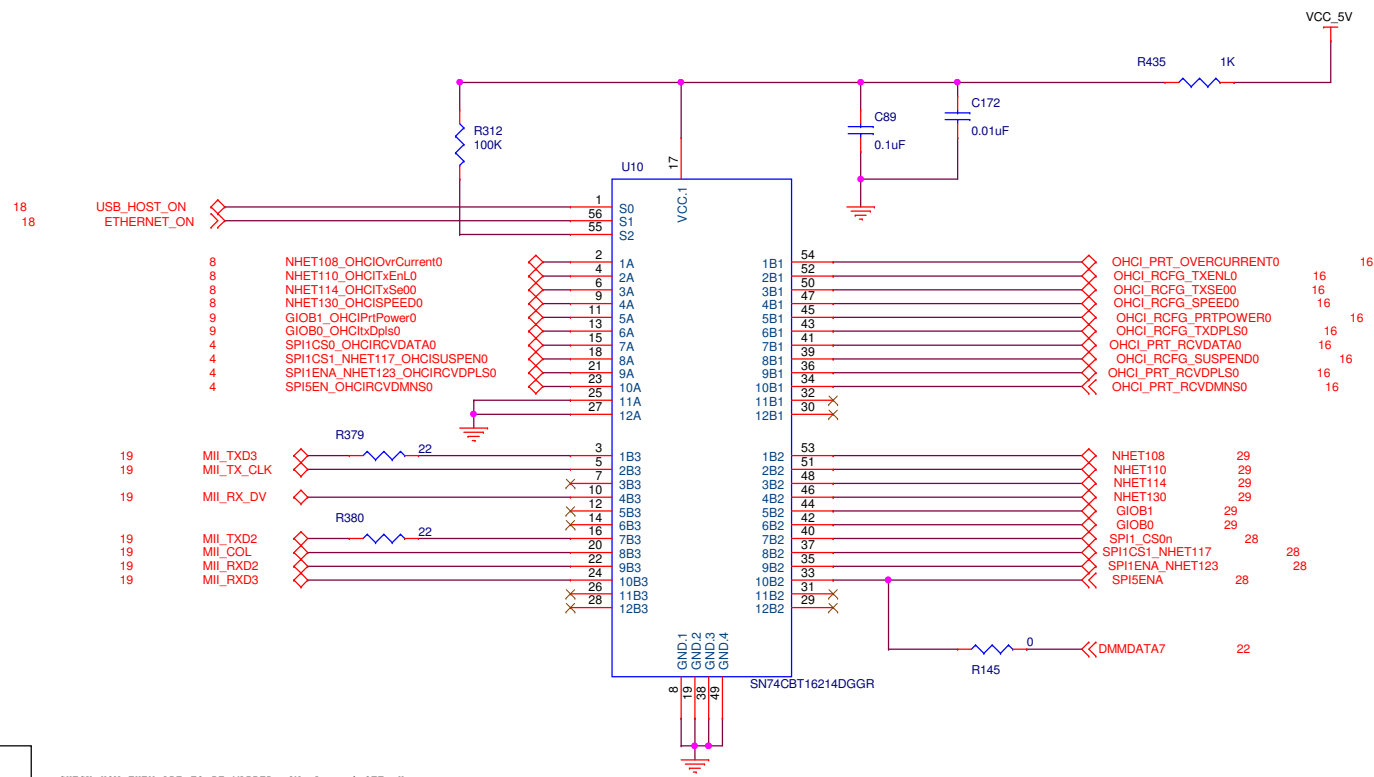 VCC_5V
R435 1K
C172
0.01uF
C89
0.1uF
R312
100K
U10
17
VCC.1
18 USB_HOST_ON 1 S0
18 ETHERNET_ON 56 S1
55 S2
8 NHET108_OHCIOvrCurrent0 2 1A 1B1 54 OHCI_PRT_OVERCURRENT0 16
8 NHET110_OHCITxEnL0 4 2A 2B1 52 OHCI_RCFG_TXENL0 16
8 NHET114_OHCITxSe00 6 3A 3B1 50 OHCI_RCFG_TXSE00 16
8 NHET130_OHCISPEED0 9 4A 4B1 47 OHCI_RCFG_SPEED0 16
9 GIOB1_OHCIPrtPower0 11 5A 5B1 45 OHCI_RCFG_PRTPOWER0 16
9 GIOB0_OHCItxDpls0 13 6A 6B1 43 OHCI_RCFG_TXDPLS0 16
4 SPI1CS0_OHCIRCVDATA0 15 7A 7B1 41 OHCI_PRT_RCVDATA0 16
4 SPI1CS1_NHET117_OHCISUSPEN0 18 8A 8B1 39 OHCI_RCFG_SUSPEND0 16
4 SPI1ENA_NHET123_OHCIRCVDPLS0 21 9A 9B1 36 OHCI_PRT_RCVDPLS0 16
4 SPI5EN_OHCIRCVDMNS0 23 10A 10B1 34 OHCI_PRT_RCVDMNS0 16
25 11A 11B1 32
27 12A 12B1 30
R379 22
19 MII_TXD3 3 1B3 1B2 53 NHET108 29
19 MII_TX_CLK 5 2B3 2B2 51 NHET110 29
7 3B3 3B2 48 NHET114 29
19 MII_RX_DV 10 4B3 4B2 46 NHET130 29
12 5B3 5B2 44 GIOB1 29
14 6B3 6B2 42 GIOB0 29
R380 22
19 MII_TXD2 16 7B3 7B2 40 SPI1_CS0n 28
19 MII_COL 20 8B3 8B2 37 SPI1CS1_NHET117 28
19 MII_RXD2 22 9B3 9B2 35 SPI1ENA_NHET123 28
19 MII_RXD3 24 10B3 10B2 33 SPI5ENA 28
26 11B3 11B2 31
28 12B3 12B2 29
GND.1 GND.2 GND.3 GND.4
8 19 38 49
SN74CBT16214DGGR
0
R145
DMMDATA7 22